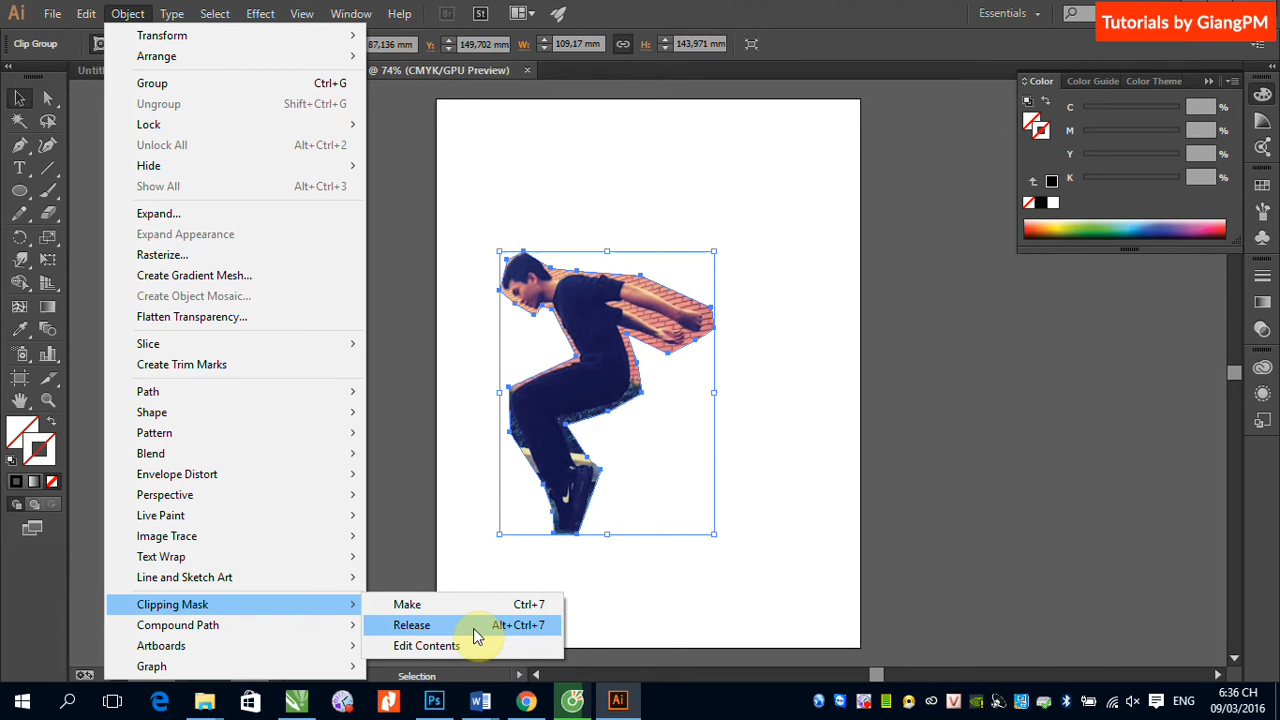 Ai File Edit Object Type Select Effect View Window Help Br St Essentials
Tutorials by GiangPM
Clip Group 87,136 mm Y: 149,702 mm W: 109,17 mm H: 143,971 mm
@ 74% (CMYK/GPU Preview) ×
Transform
Arrange
Group Ctrl+G
Ungroup Shift+Ctrl+G
Lock
Unlock All Alt+Ctrl+2
Hide
Show All Alt+Ctrl+3
Expand...
Expand Appearance
Rasterize...
Create Gradient Mesh...
Create Object Mosaic...
Flatten Transparency...
Slice
Create Trim Marks
Path
Shape
Pattern
Blend
Envelope Distort
Perspective
Live Paint
Image Trace
Text Wrap
Line and Sketch Art
Clipping Mask
Compound Path
Artboards
Graph
Make Ctrl+7
Release Alt+Ctrl+7
Edit Contents
Color Color Guide Color Theme
C %
M %
Y %
K %
Selection
ENG
6:36 CH
09/03/2016